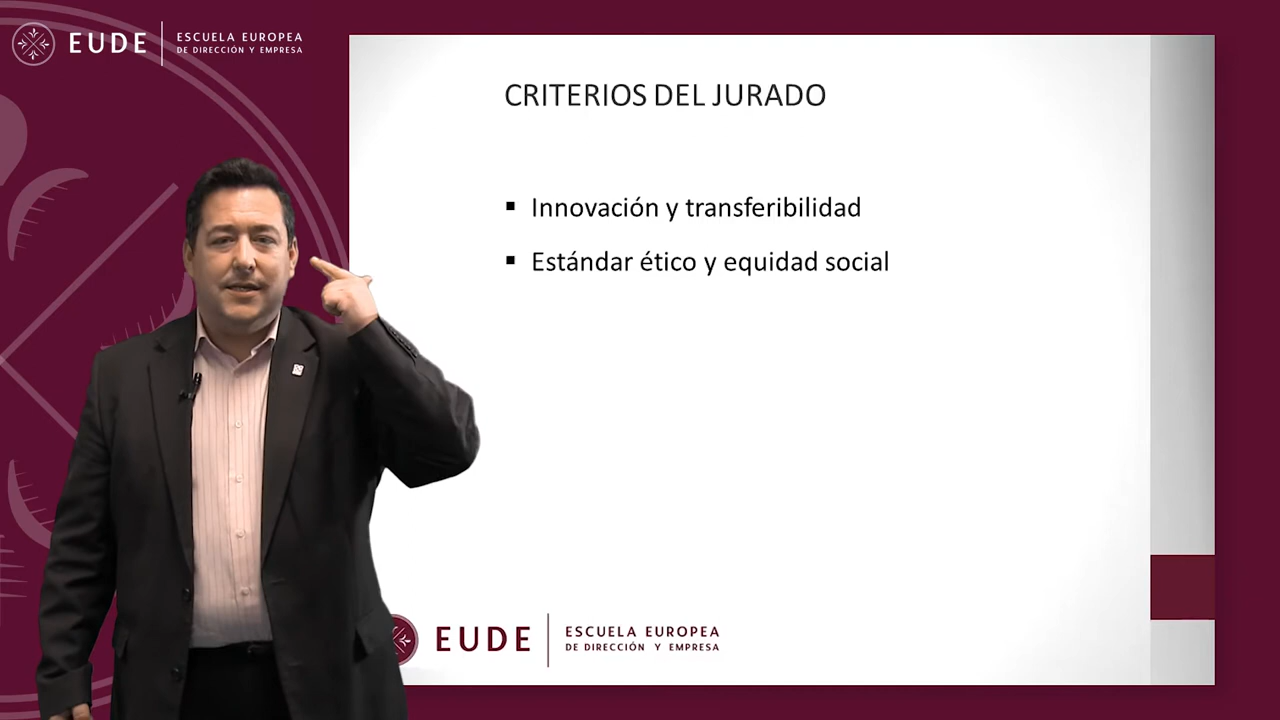 EUDE
ESCUELA EUROPEA
DE DIRECCIÓN Y EMPRESA
CRITERIOS DEL JURADO
▪ Innovación y transferibilidad
▪ Estándar ético y equidad social
EUDE
ESCUELA EUROPEA
DE DIRECCIÓN Y EMPRESA